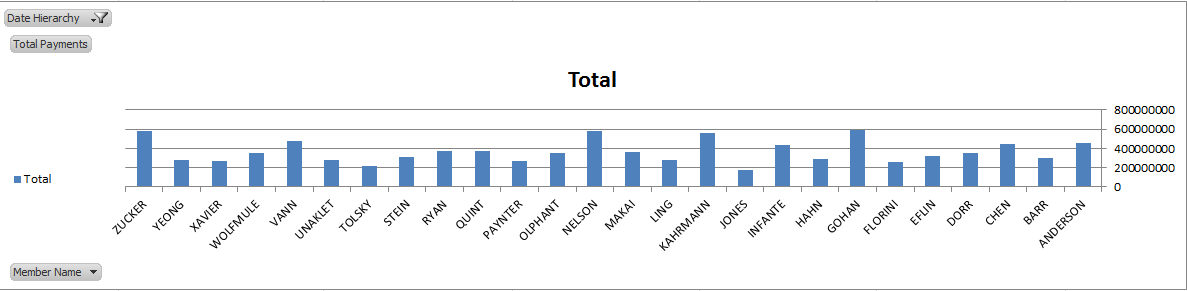 Date Hierarchy
Total Payments
Total
800000000
600000000
400000000
200000000
0
Total
ZUCKER
YEONG
XAVIER
WOLFMULE
VANN
UNAKLET
TOLSKY
STEIN
RYAN
QUINT
PAYNTER
OLPHANT
NELSON
MAKAI
LING
KAHRMANN
JONES
INFANTE
HAHN
GOHAN
FLORINI
EFLIN
DORR
CHEN
BARR
ANDERSON
Member Name